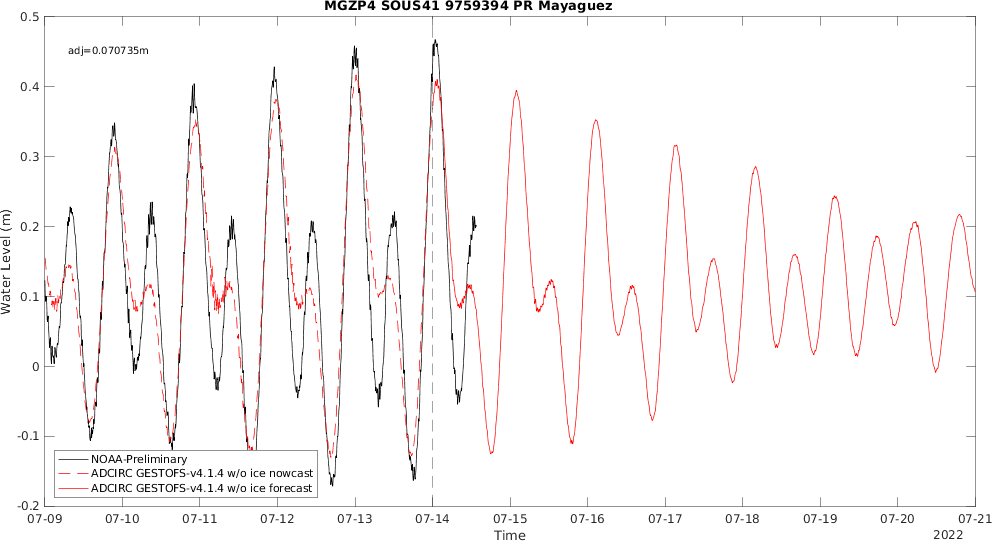 MGZP4 SOUS41 9759394 PR Mayaguez
0.5
adj=0.070735m
0.4
0.3
0.2
0.1
0
-0.1
-0.2
Water Level (m)
NOAA-Preliminary
ADCIRC GESTOFS-v4.1.4 w/o ice nowcast
ADCIRC GESTOFS-v4.1.4 w/o ice forecast
07-09 07-10 07-11 07-12 07-13 07-14 07-15 07-16 07-17 07-18 07-19 07-20 07-21
Time
2022